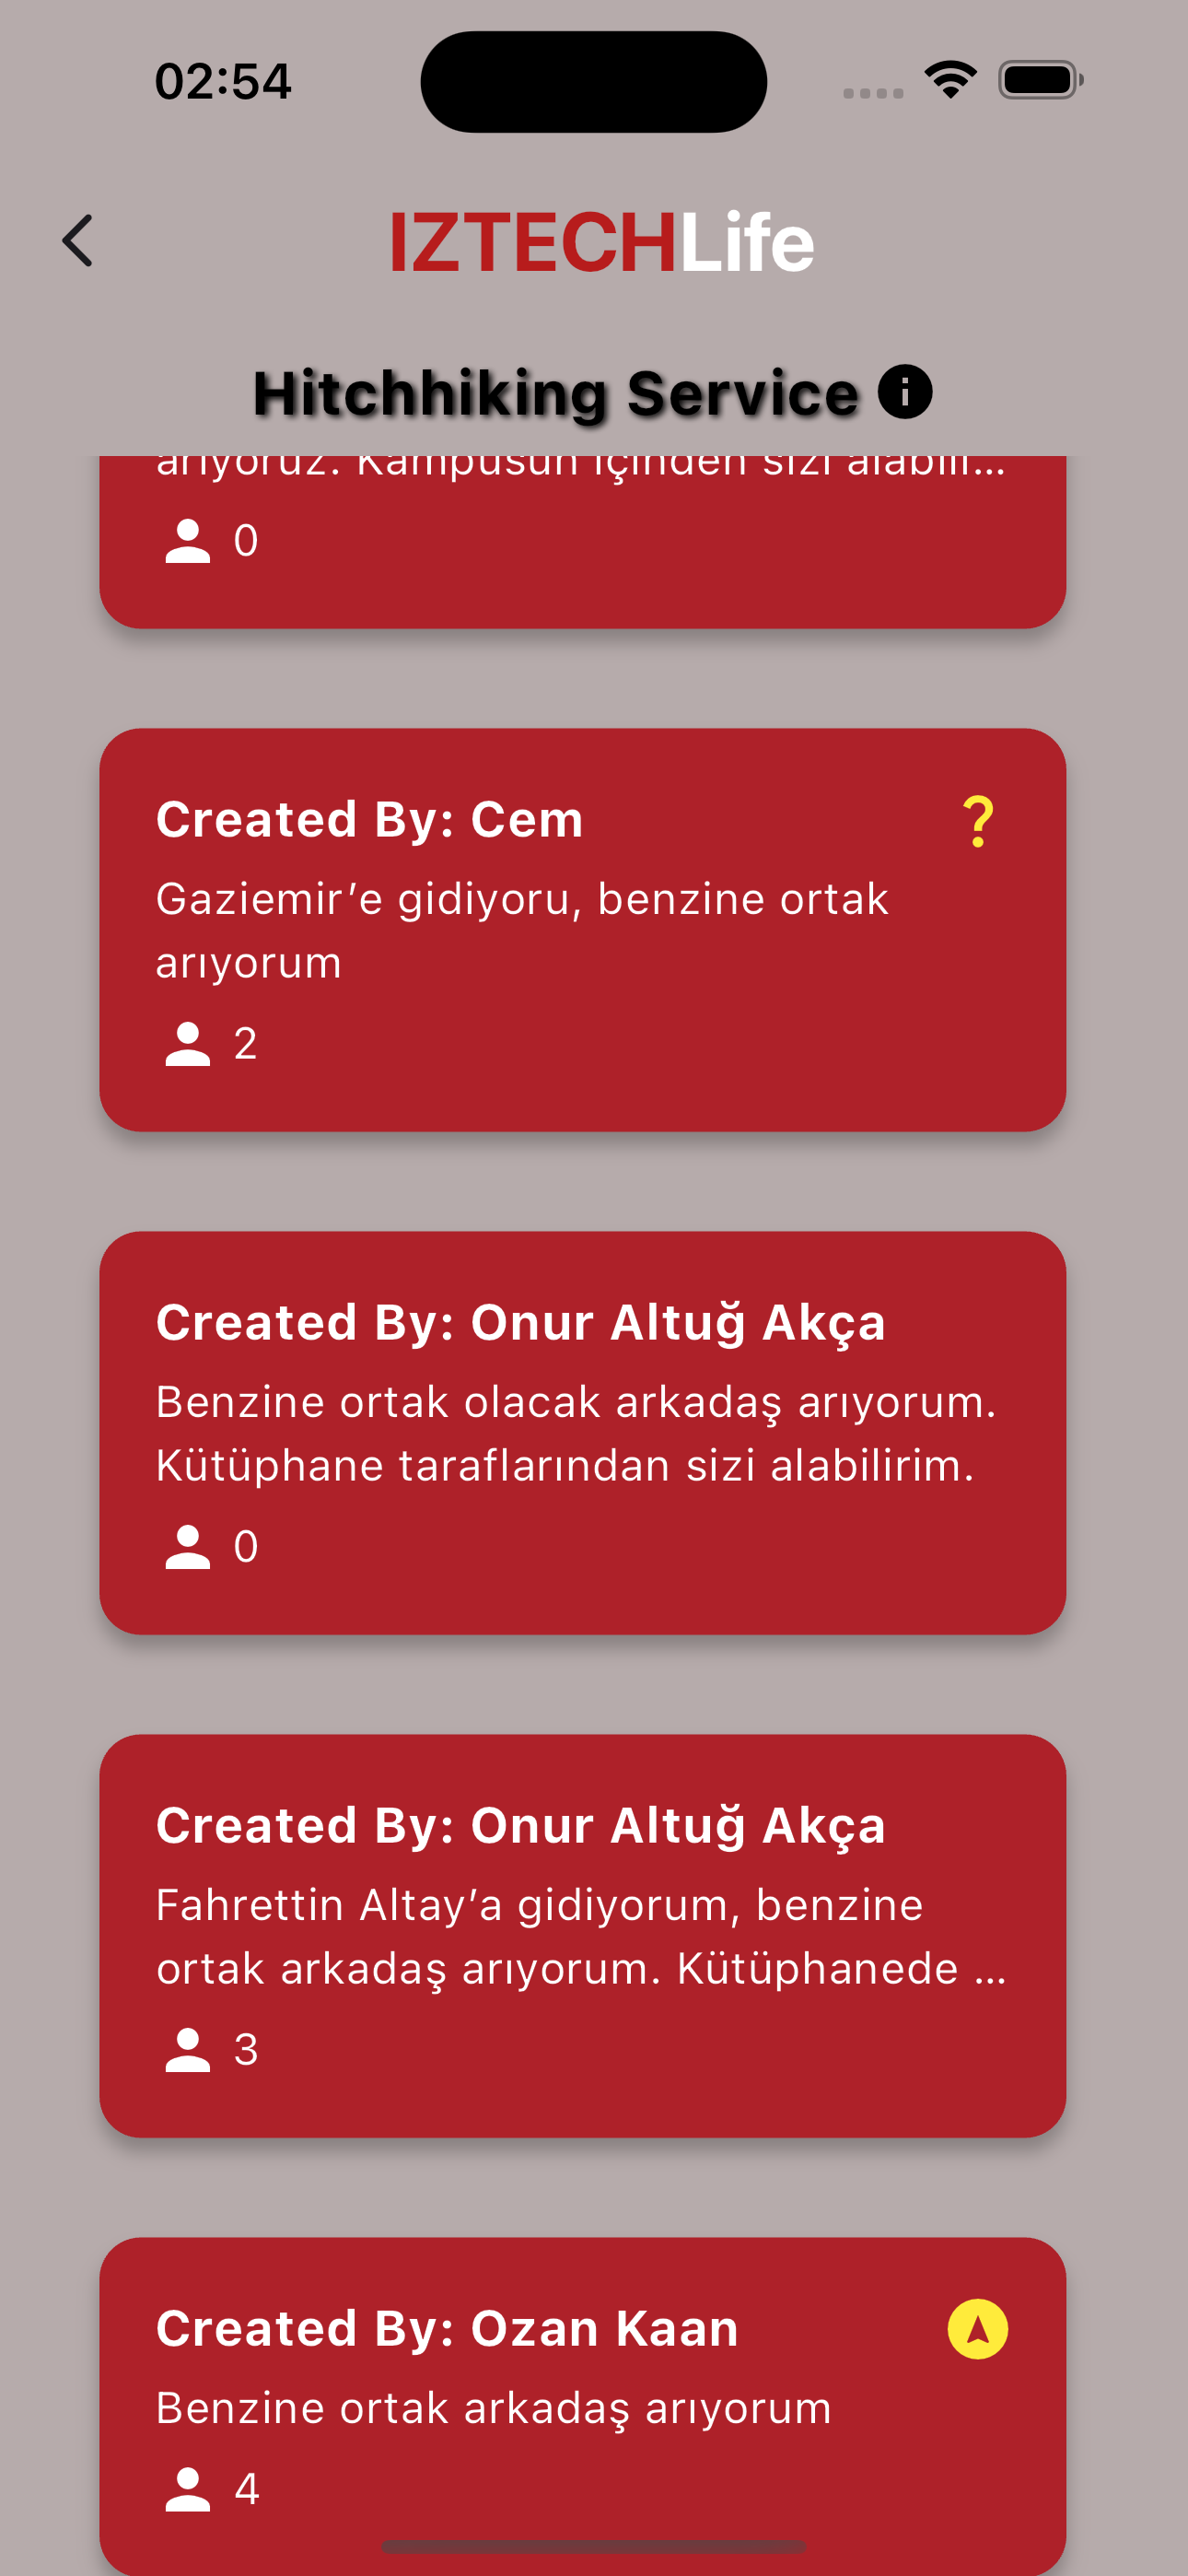 02:54
IZTECHLife
Hitchhiking Service
arıyoruz. Kampüsün içinden sizi alabili...
0
Created By: Cem
?
Gaziemir’e gidiyoru, benzine ortak
arıyorum
2
Created By: Onur Altuğ Akça
Benzine ortak olacak arkadaş arıyorum.
Kütüphane taraflarından sizi alabilirim.
0
Created By: Onur Altuğ Akça
Fahrettin Altay’a gidiyorum, benzine
ortak arkadaş arıyorum. Kütüphanede ...
3
Created By: Ozan Kaan
Benzine ortak arkadaş arıyorum
4